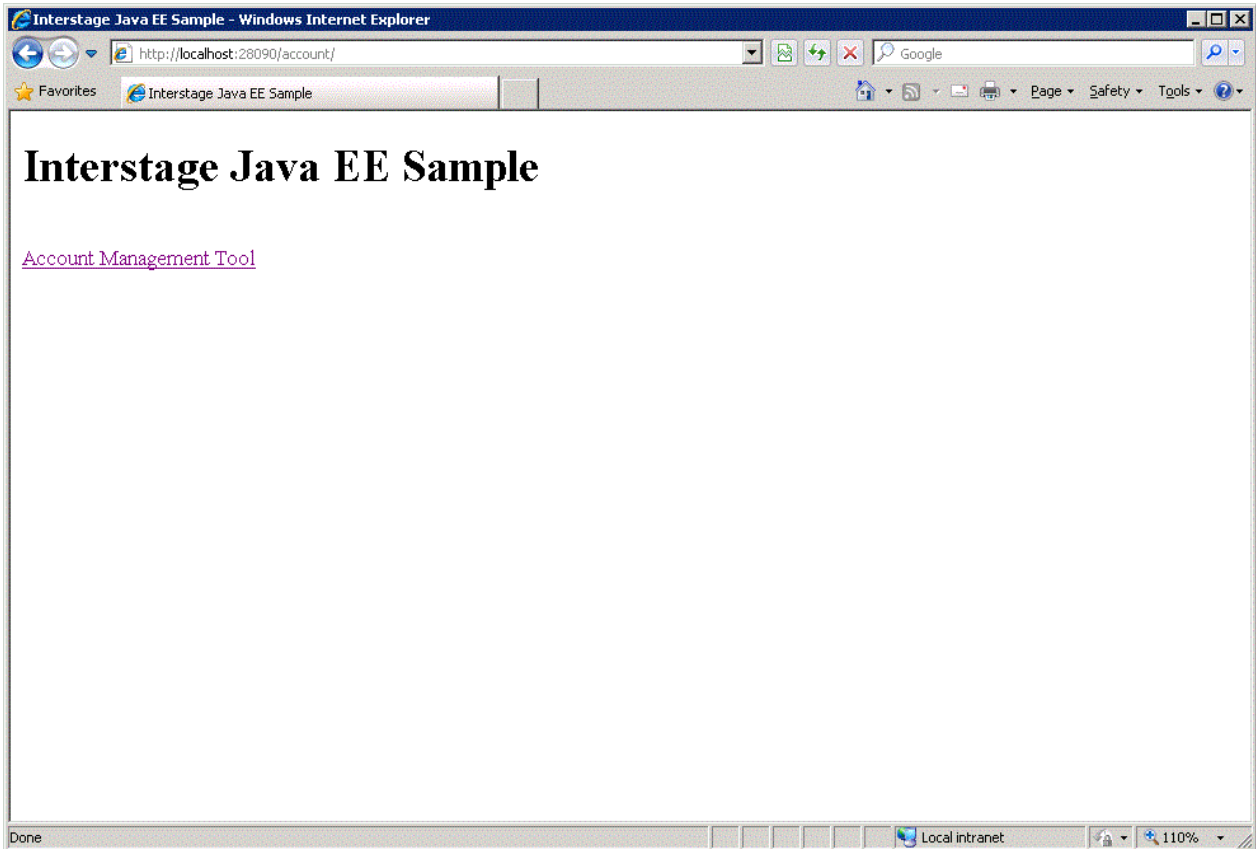 Interstage Java EE Sample - Windows Internet Explorer
http://localhost:28090/account/
Google
Favorites
Interstage Java EE Sample
Page
Safety
Tools
Interstage Java EE Sample
Account Management Tool
Done
Local intranet
110%